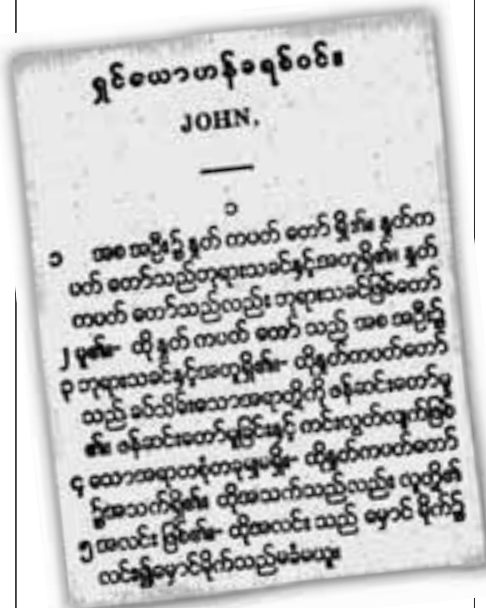 ရှင်ယောဟန်ခရစ်ဝင်။
JOHN.
၁
၁ အစအဦး၌ နှုတ် ကပတ် တော် ရှိ၏။ နှုတ်က
ပတ် တော်သည်ဘုရားသခင်နှင့်အတူရှိ၏။ နှုတ်
ကပတ် တော်သည်လည်း ဘုရားသခင်ဖြစ်တော်
၂ မူ၏။- ထို နှုတ် ကပတ် တော် သည် အစ အဦး၌
၃ ဘုရားသခင်နှင့်အတူရှိ၏။- ထိုနှုတ်ကပတ်တော်
သည် ခပ်သိမ်းသောအရာတို့ကို ဖန်ဆင်းတော်မူ
၏။ ဖန်ဆင်းတော်မူခြင်းနှင့် ကင်းလွတ်လျက်ဖြစ်
၄ သောအရာတစုံတခုမျှမရှိ။- ထိုနှုတ်ကပတ်တော်
၌အသက်ရှိ၏။ ထိုအသက်သည်လည်း လူတို့၏
၅ အလင်း ဖြစ်၏။- ထိုအလင်း သည် မှောင် မိုက်၌
လင်း၍မှောင်မိုက်သည်မခံမယူ။